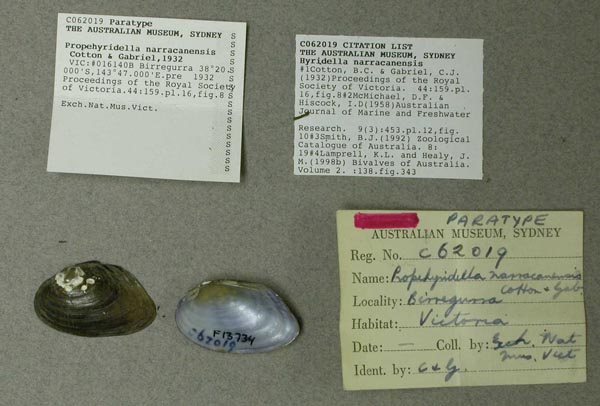 C062019 Paratype
THE AUSTRALIAN MUSEUM, SYDNEY
Propehyridella narracanensis
Cotton & Gabriel,1932
VIC:#016140B Birregurra 38°20.
000'S,143°47.000'E.pre 1932
Proceedings of the Royal Society
of Victoria.44:159.pl.16,fig.8
Exch.Nat.Mus.Vict.
S
S
S
S
S
S
S
S
S
S
S
S
S
S
C062019 CITATION LIST
THE AUSTRALIAN MUSEUM, SYDNEY
Hyridella narracanensis
#1Cotton, B.C. & Gabriel, C.J.
(1932)Proceedings of the Royal
Society of Victoria. 44:159.pl.
16,fig.8#2McMichael, D.F. &
Hiscock, I.D(1958)Australian
Journal of Marine and Freshwater
Research. 9(3):453.pl.12,fig.
10#3Smith, B.J.(1992) Zoological
Catalogue of Australia. 8:
19#4Lamprell, K.L. and Healy, J.
M.(1998b) Bivalves of Australia.
Volume 2. :138.fig.343
PARATYPE
AUSTRALIAN MUSEUM, SYDNEY
Reg. No. C62019
Name: Propehyridella narracanensis
Cotton & Gab.
Locality: Birregurra
Habitat: Victoria
Date: — Coll. by: Exch. Nat
Mus. Vict
Ident. by: C & G.
F13734
C62019